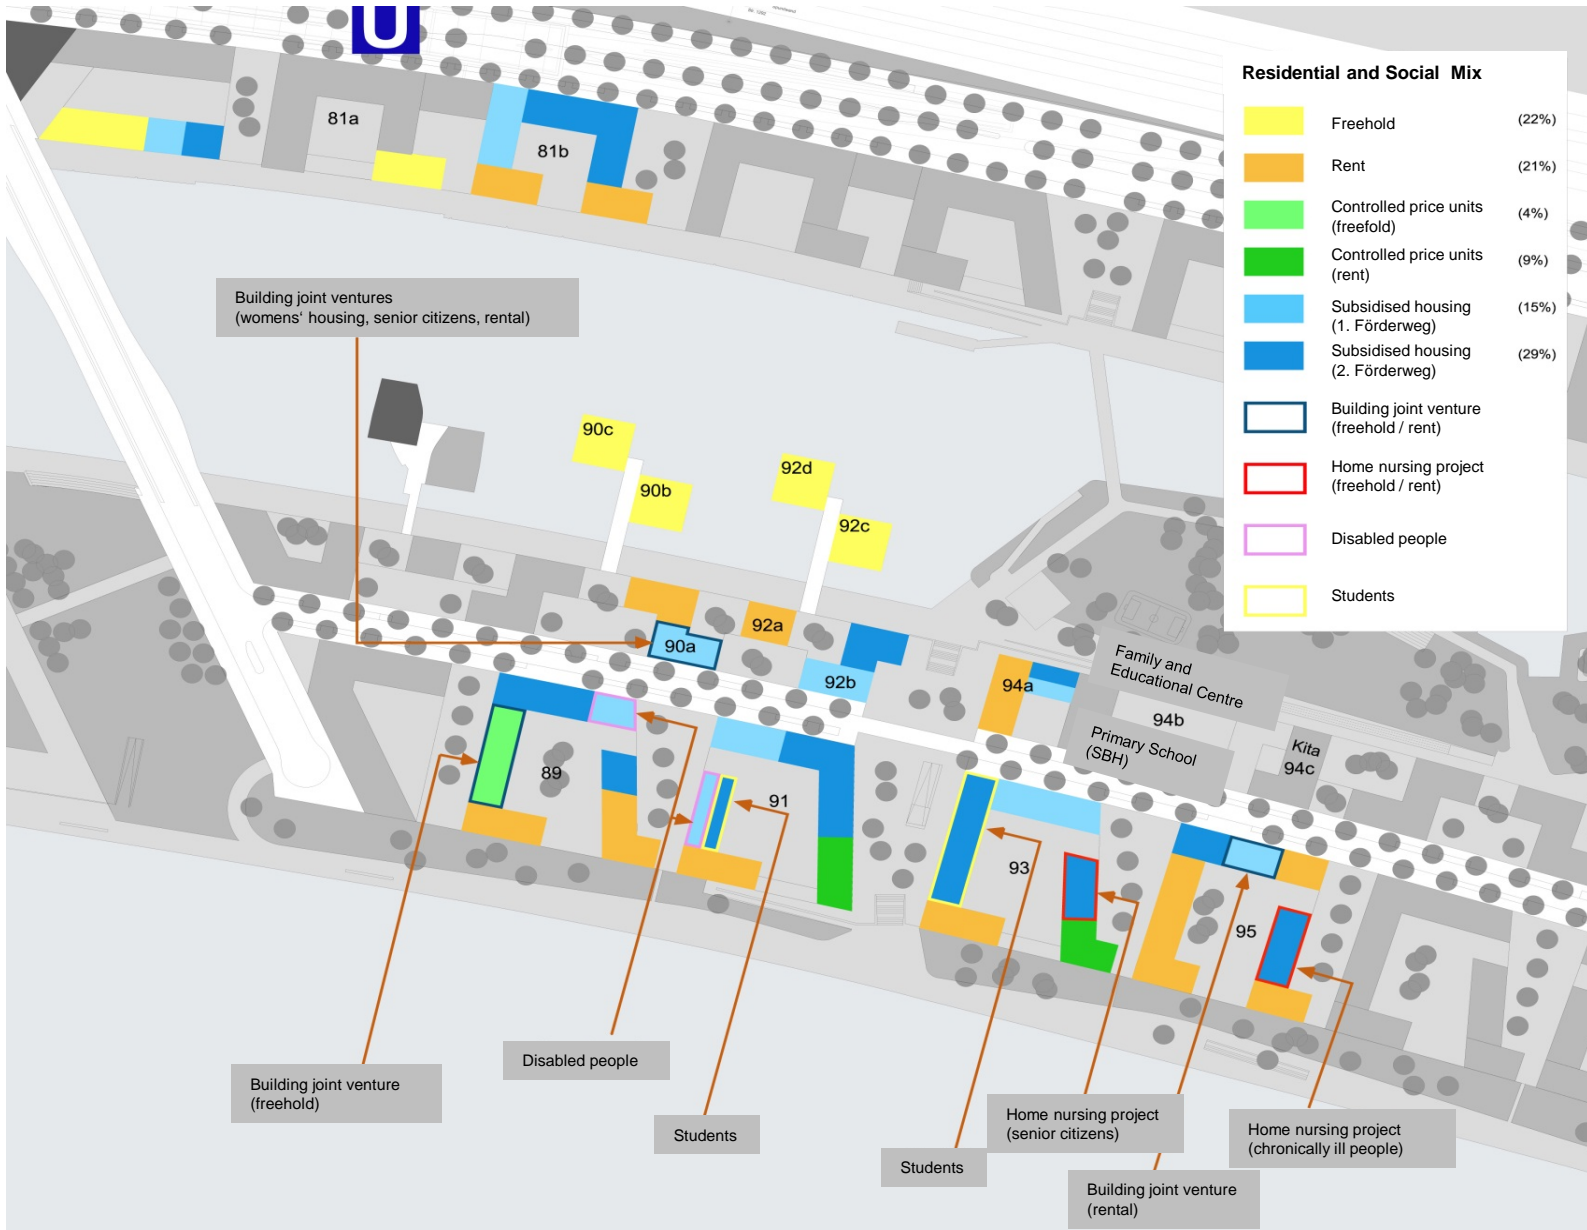 U
Residential and Social Mix
Freehold (22%)
Rent (21%)
Controlled price units (4%)
(freefold)
Controlled price units (9%)
(rent)
Subsidised housing (15%)
(1. Förderweg)
Subsidised housing (29%)
(2. Förderweg)
Building joint venture
(freehold / rent)
Home nursing project
(freehold / rent)
Disabled people
Students
81a
81b
Building joint ventures
(womens‘ housing, senior citizens, rental)
90c
90b
92d
92c
90a
92a
92b
94a
Family and
Educational Centre
94b
Primary School
(SBH)
Kita
94c
89
91
93
95
Building joint venture
(freehold)
Disabled people
Students
Students
Home nursing project
(senior citizens)
Building joint venture
(rental)
Home nursing project
(chronically ill people)